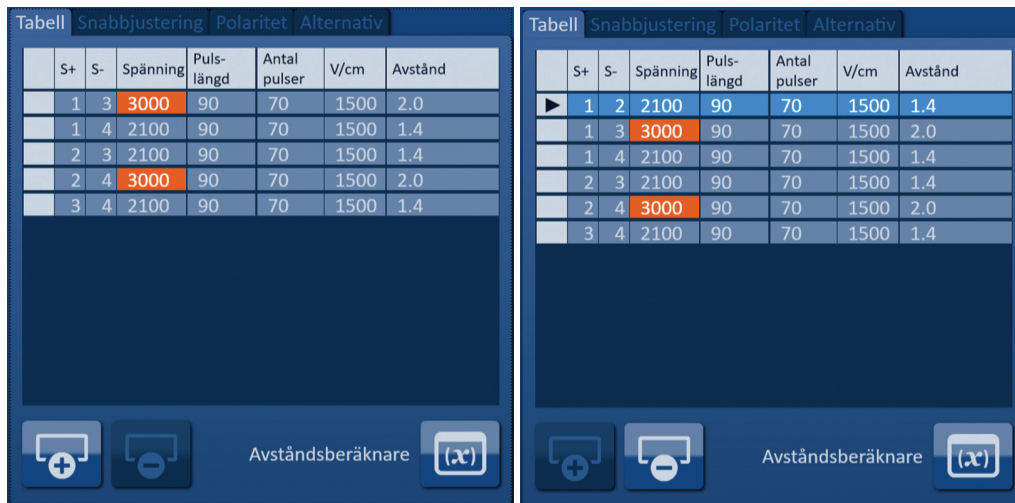 Tabell Snabbjustering Polaritet Alternativ
S+ S- Spänning Puls- längd Antal pulser V/cm Avstånd
1 3 3000 90 70 1500 2.0
1 4 2100 90 70 1500 1.4
2 3 2100 90 70 1500 1.4
2 4 3000 90 70 1500 2.0
3 4 2100 90 70 1500 1.4
Avståndsberäknare (x)
Tabell Snabbjustering Polaritet Alternativ
S+ S- Spänning Puls- längd Antal pulser V/cm Avstånd
1 2 2100 90 70 1500 1.4
1 3 3000 90 70 1500 2.0
1 4 2100 90 70 1500 1.4
2 3 2100 90 70 1500 1.4
2 4 3000 90 70 1500 2.0
3 4 2100 90 70 1500 1.4
Avståndsberäknare (x)